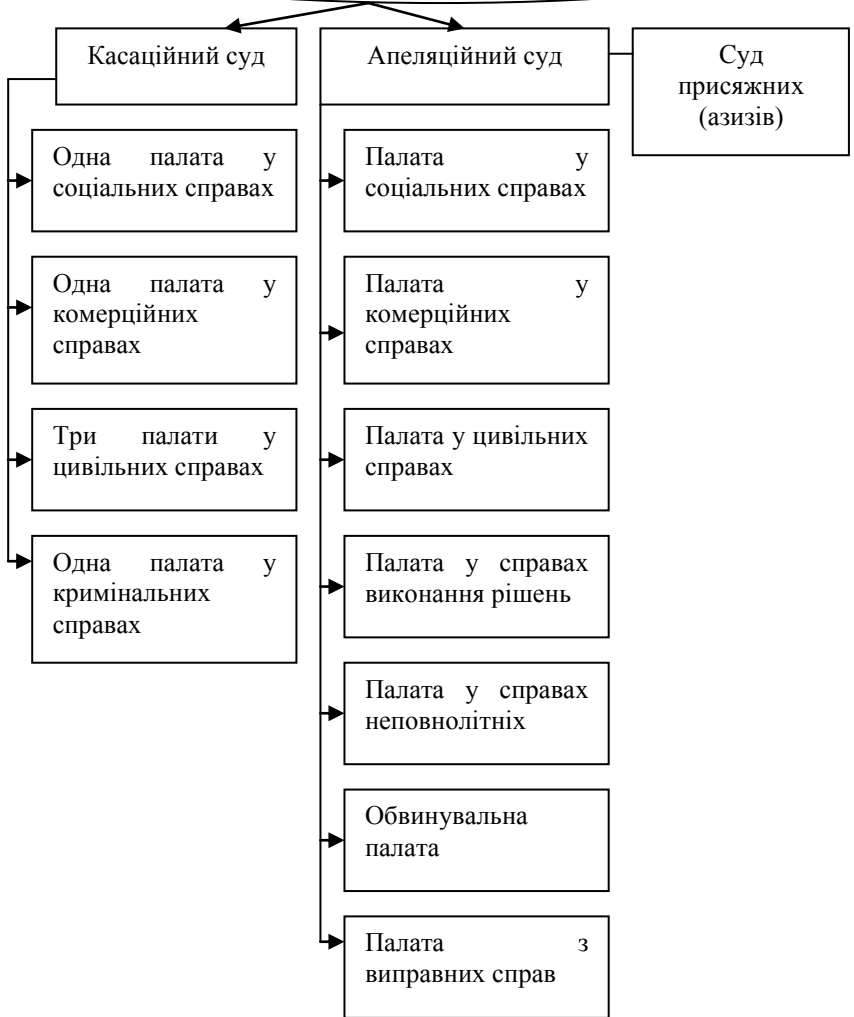 Касаційний суд
Апеляційний суд
Суд
присяжних
(азизів)
Одна палата у
соціальних справах
Одна палата у
комерційних
справах
Три палати у
цивільних справах
Одна палата у
кримінальних
справах
Палата у
соціальних справах
Палата у
комерційних
справах
Палата у цивільних
справах
Палата у справах
виконання рішень
Палата у справах
неповнолітніх
Обвинувальна
палата
Палата з
виправних справ